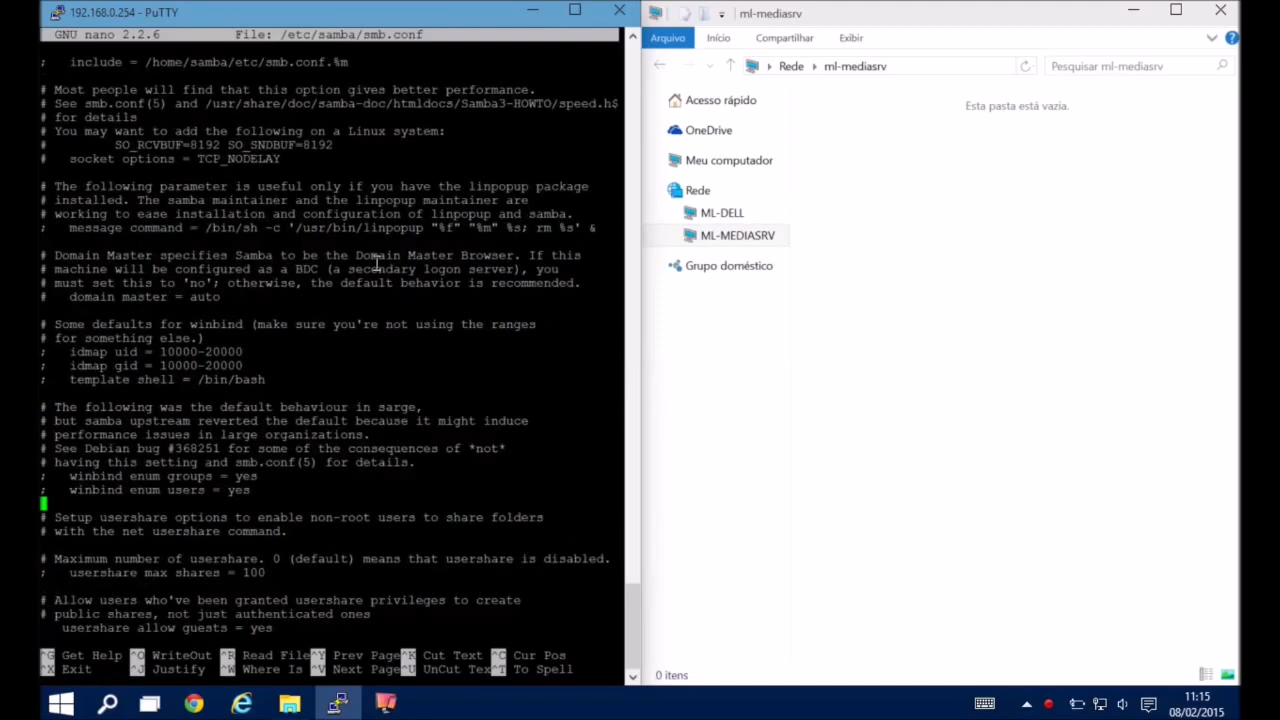 192.168.0.254 - PuTTY
GNU nano 2.2.6 File: /etc/samba/smb.conf
; include = /home/samba/etc/smb.conf.%m
# Most people will find that this option gives better performance.
# See smb.conf(5) and /usr/share/doc/samba-doc/htmldocs/Samba3-HOWTO/speed.h$
# for details
# You may want to add the following on a Linux system:
# SO_RCVBUF=8192 SO_SNDBUF=8192
# socket options = TCP_NODELAY
# The following parameter is useful only if you have the linpopup package
# installed. The samba maintainer and the linpopup maintainer are
# working to ease installation and configuration of linpopup and samba.
; message command = /bin/sh -c '/usr/bin/linpopup "%f" "%m" %s; rm %s' &
# Domain Master specifies Samba to be the Domain Master Browser. If this
# machine will be configured as a BDC (a secondary logon server), you
# must set this to 'no'; otherwise, the default behavior is recommended.
# domain master = auto
# Some defaults for winbind (make sure you're not using the ranges
# for something else.)
; idmap uid = 10000-20000
; idmap gid = 10000-20000
; template shell = /bin/bash
# The following was the default behaviour in sarge,
# but samba upstream reverted the default because it might induce
# performance issues in large organizations.
# See Debian bug #368251 for some of the consequences of *not*
# having this setting and smb.conf(5) for details.
; winbind enum groups = yes
; winbind enum users = yes
# Setup usershare options to enable non-root users to share folders
# with the net usershare command.
# Maximum number of usershare. 0 (default) means that usershare is disabled.
; usershare max shares = 100
# Allow users who've been granted usershare privileges to create
# public shares, not just authenticated ones
usershare allow guests = yes
^G Get Help ^O WriteOut ^R Read File ^Y Prev Page ^K Cut Text ^C Cur Pos
^X Exit ^J Justify ^W Where Is ^V Next Page ^U UnCut Text ^T To Spell
ml-mediasrv
Arquivo Início Compartilhar Exibir
Rede ml-mediasrv Pesquisar ml-mediasrv
Acesso rápido
OneDrive
Meu computador
Rede
ML-DELL
ML-MEDIASRV
Grupo doméstico
Esta pasta está vazia.
0 itens
11:15
08/02/2015